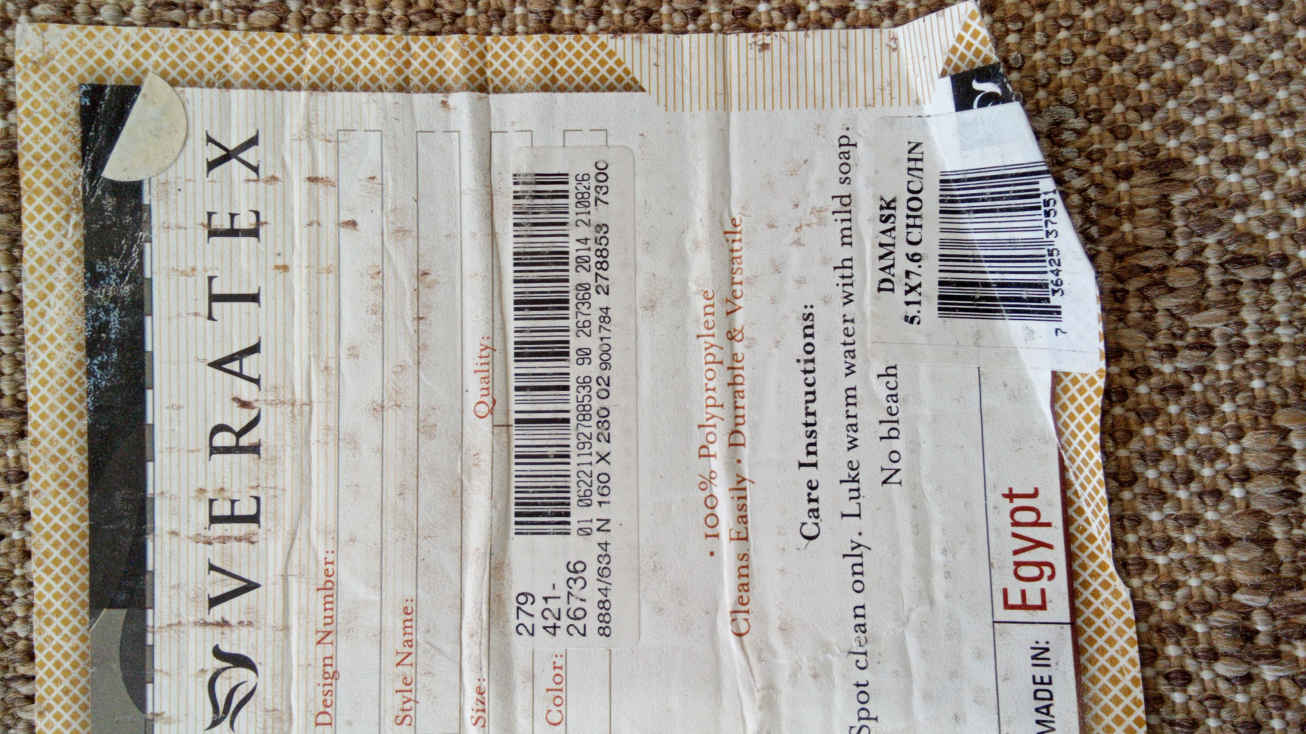 VERATEX
Design Number:
Style Name:
Size:
Quality:
Color:
279
421-
26736
01 0622119278853б 90 267360 2014 210826
8884/634 N 160 X 230 02 9001784 278853 7300
• 100% Polypropylene
Cleans Easily • Durable & Versatile
Care Instructions:
Spot clean only. Luke warm water with mild soap.
No bleach
DAMASK
5.1X7.6 CHOC/HN
7 36425 37551
MADE IN: Egypt